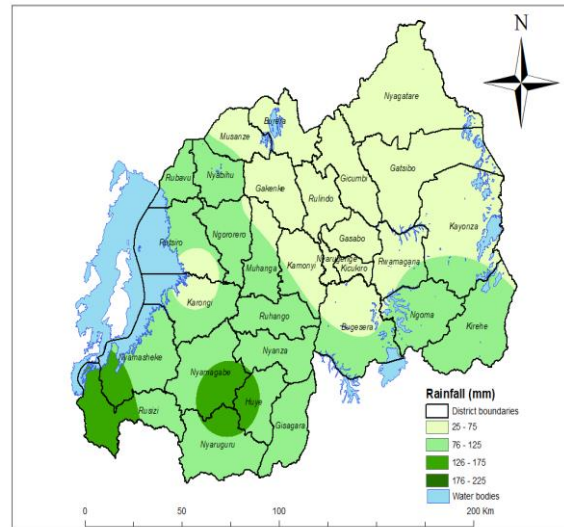 N
Nyagatare
Burera
Musanze
Gatsibo
Rubavu
Nyabihu
Gicumbi
Gakenke
Rulindo
Kayonza
Rutsiro
Ngororero
Gasabo
Nyarugenge
Rwamagana
Kicukiro
Muhanga
Kamonyi
Karongi
Bugesera
Ngoma
Kirehe
Ruhango
Nyamasheke
Nyanza
Nyamagabe
Huye
Rusizi
Gisagara
Nyaruguru
Rainfall (mm)
District boundaries
25 - 75
76 - 125
126 - 175
176 - 225
Water bodies
0 50 100 200 Km